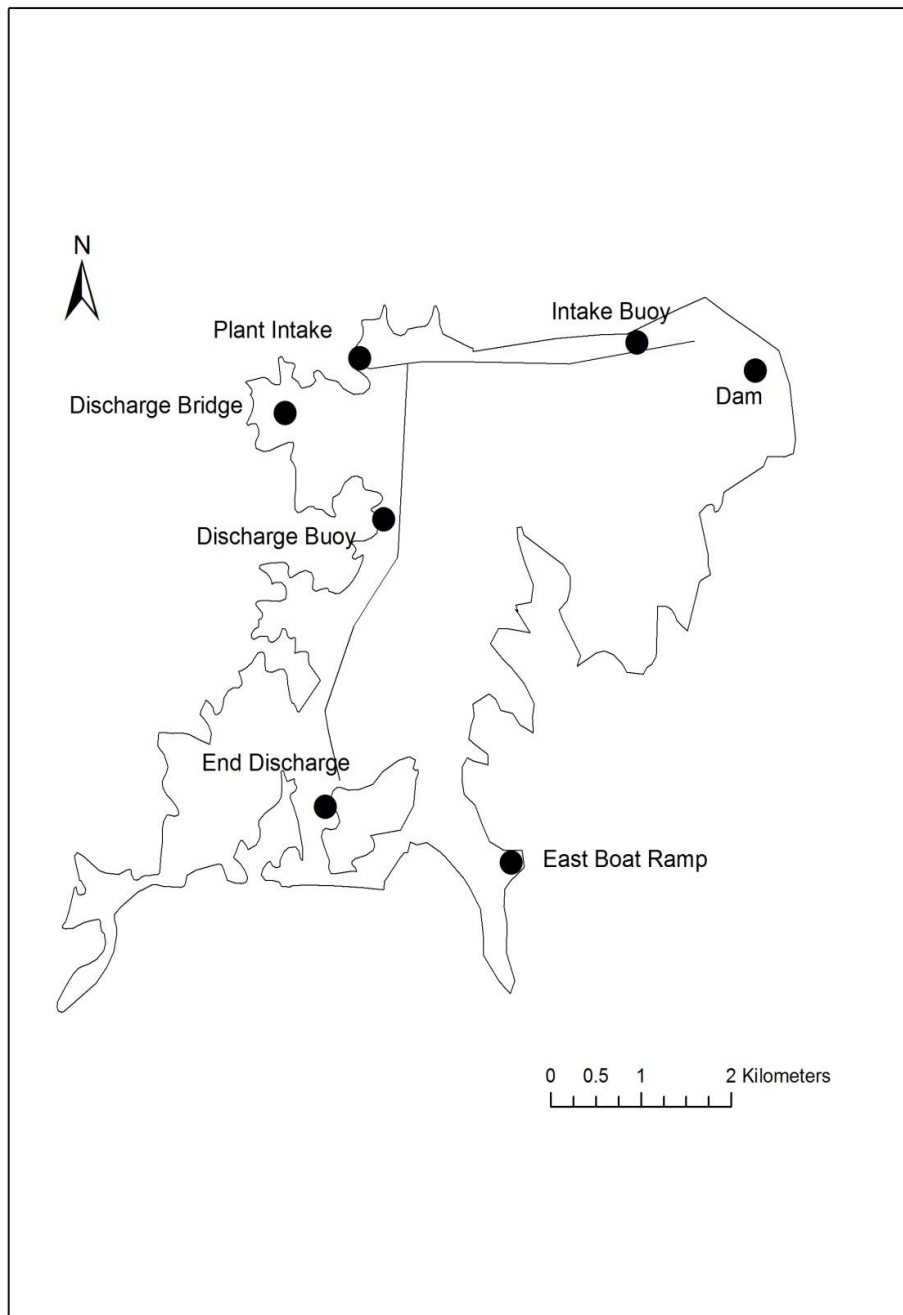 N
Intake Buoy
Plant Intake
Dam
Discharge Bridge
Discharge Buoy
End Discharge
East Boat Ramp
0 0.5 1 2 Kilometers